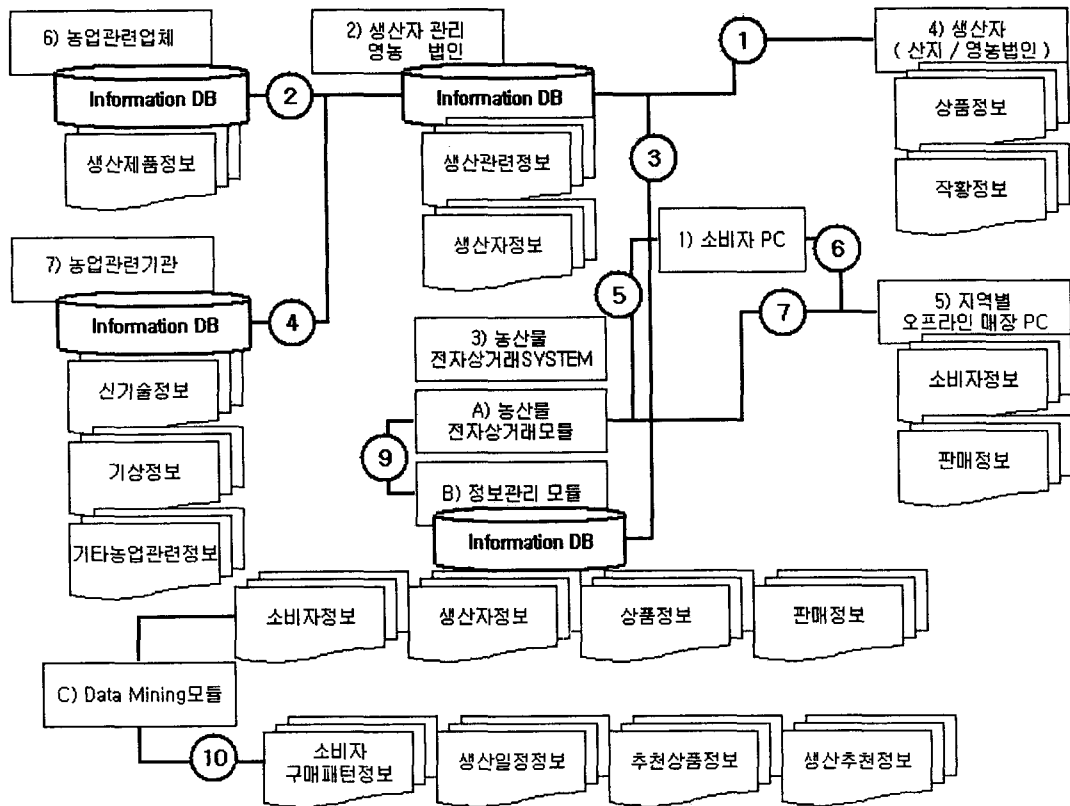 6) 농업관련업체
Information DB
생산제품정보
2
2) 생산자 관리
영농 법인
Information DB
생산관련정보
생산자정보
1
4) 생산자
( 산지 / 영농법인 )
상품정보
작황정보
3
7) 농업관련기관
Information DB
신기술정보
기상정보
기타농업관련정보
4
1) 소비자 PC
6
5
7
5) 지역별
오프라인 매장 PC
소비자정보
판매정보
3) 농산물
전자상거래SYSTEM
A) 농산물
전자상거래모듈
9
B) 정보관리 모듈
Information DB
소비자정보
생산자정보
상품정보
판매정보
C) Data Mining모듈
10
소비자
구매패턴정보
생산일정정보
추천상품정보
생산추천정보